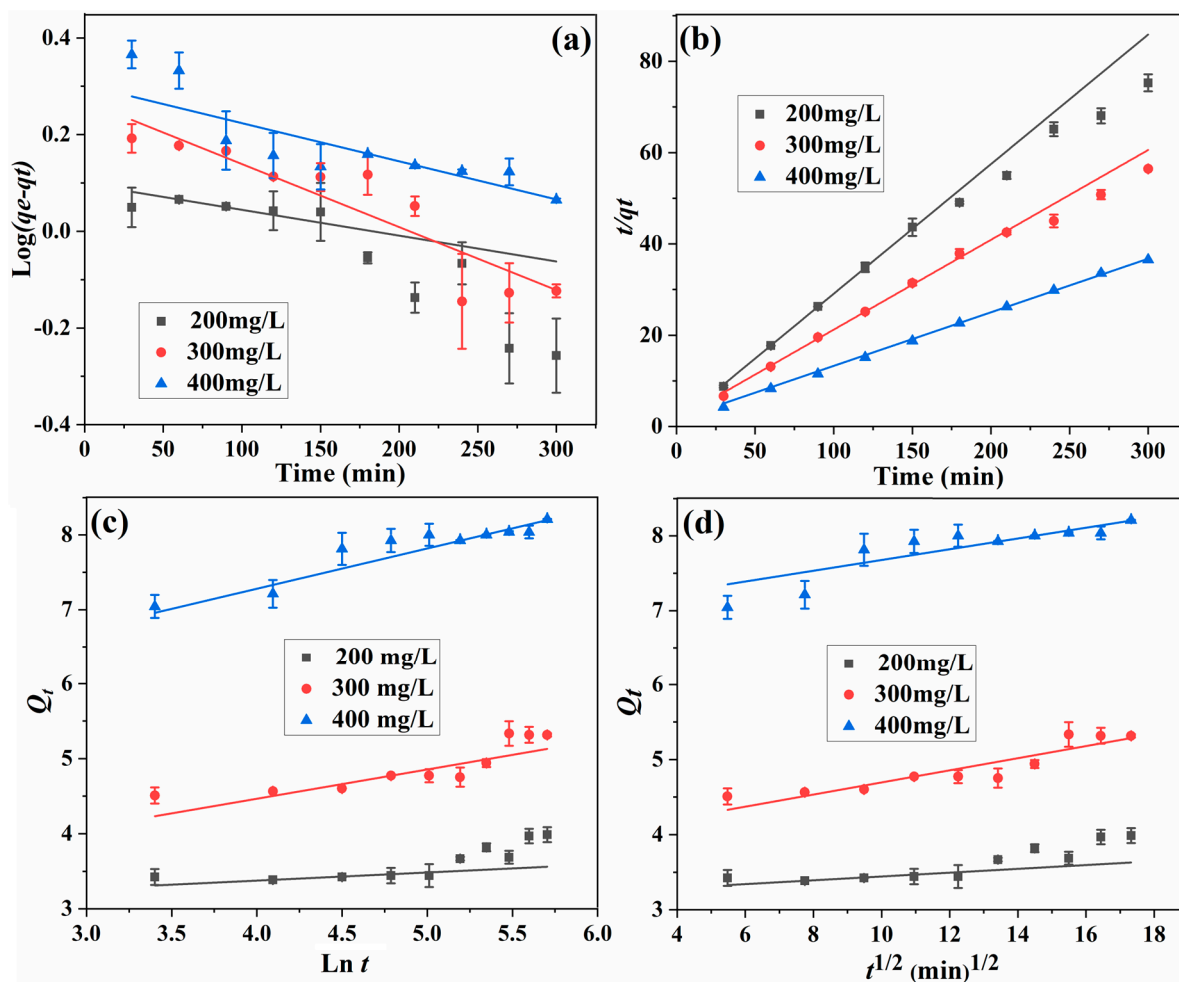 (a)
0.4
0.2
0.0
-0.2
-0.4
Log(qe-qt)
200mg/L
300mg/L
400mg/L
0 50 100 150 200 250 300
Time (min)
(b)
80
60
40
20
0
t/qt
200mg/L
300mg/L
400mg/L
0 50 100 150 200 250 300
Time (min)
(c)
8
7
6
5
4
3
Qt
200 mg/L
300 mg/L
400 mg/L
3.0 3.5 4.0 4.5 5.0 5.5 6.0
Ln t
(d)
8
7
6
5
4
3
Qt
200mg/L
300mg/L
400mg/L
4 6 8 10 12 14 16 18
t1/2 (min)1/2